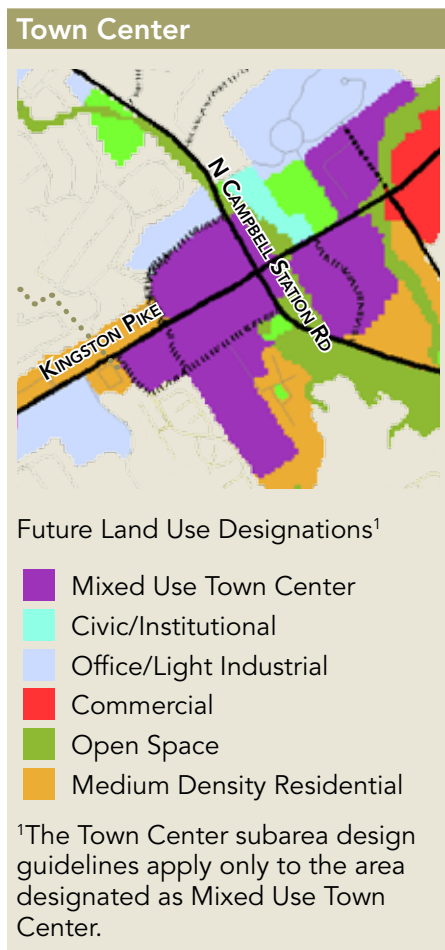 Town Center
N CAMPBELL STATION RD
KINGSTON PIKE
Future Land Use Designations¹
Mixed Use Town Center
Civic/Institutional
Office/Light Industrial
Commercial
Open Space
Medium Density Residential
¹The Town Center subarea design
guidelines apply only to the area
designated as Mixed Use Town
Center.